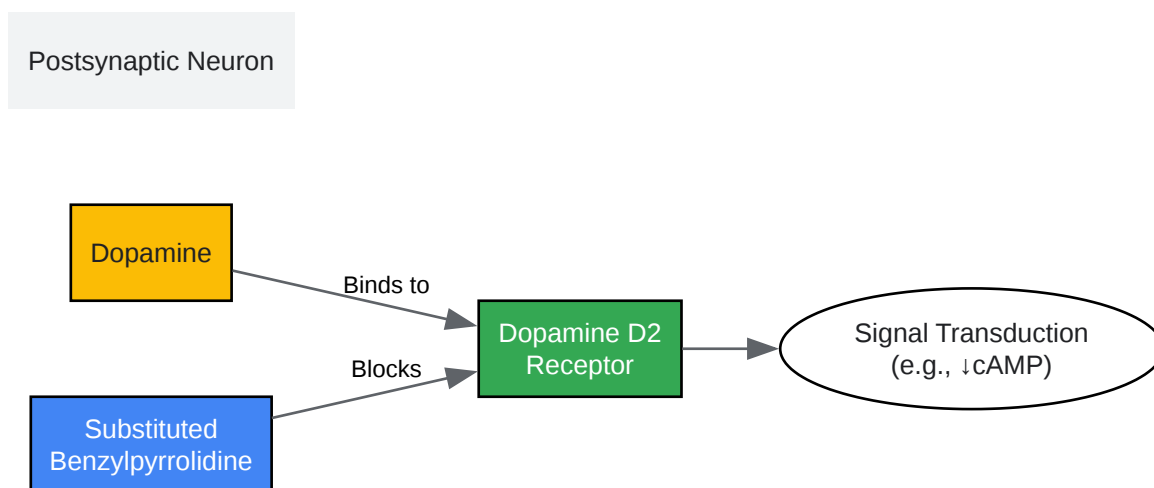 Postsynaptic Neuron
Dopamine
Binds to
Dopamine D2
Receptor
Signal Transduction
(e.g., ↓cAMP)
Blocks
Substituted
Benzylpyrrolidine